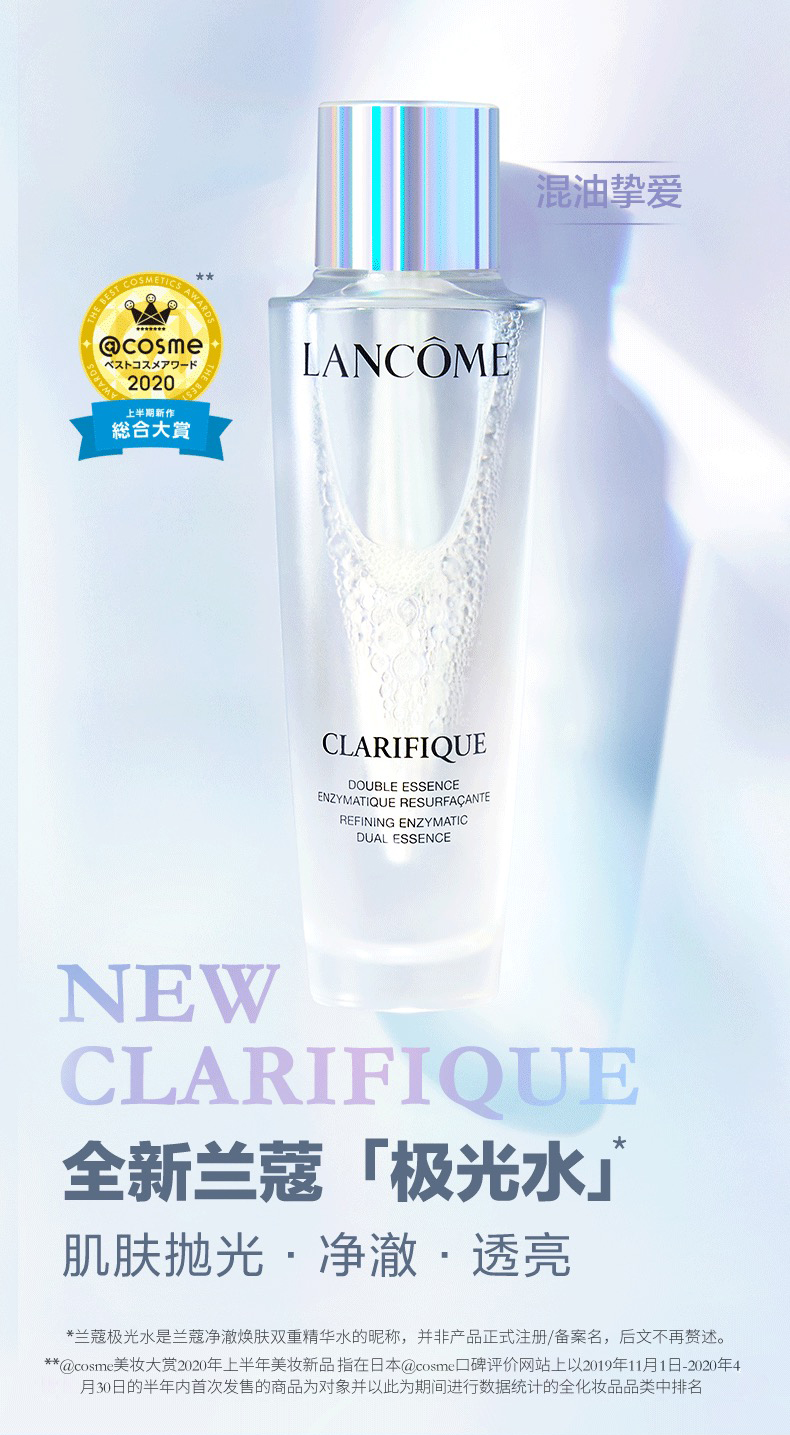 混油挚爱
**
THE BEST COSMETICS AWARDS
@cosme
ベストコスメアワード
2020
上半期新作
総合大賞
LANCÔME
CLARIFIQUE
DOUBLE ESSENCE
ENZYMATIQUE RESURFAÇANTE
REFINING ENZYMATIC
DUAL ESSENCE
NEW
CLARIFIQUE
全新兰蔻「极光水」*
肌肤抛光 · 净澈 · 透亮
*兰蔻极光水是兰蔻净澈焕肤双重精华水的昵称，并非产品正式注册/备案名，后文不再赘述。
**@cosme美妆大赏2020年上半年美妆新品 指在日本@cosme口碑评价网站上以2019年11月1日-2020年4
月30日的半年内首次发售的商品为对象并以此为期间进行数据统计的全化妆品品类中排名